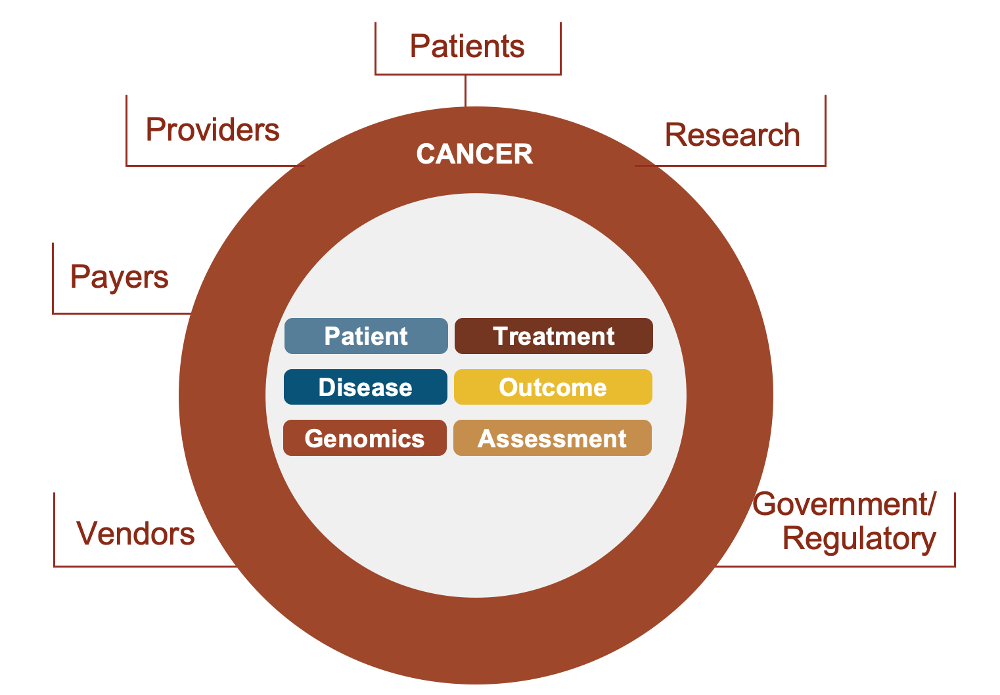 Patients
Providers
Research
CANCER
Payers
Patient
Treatment
Disease
Outcome
Genomics
Assessment
Vendors
Government/
Regulatory